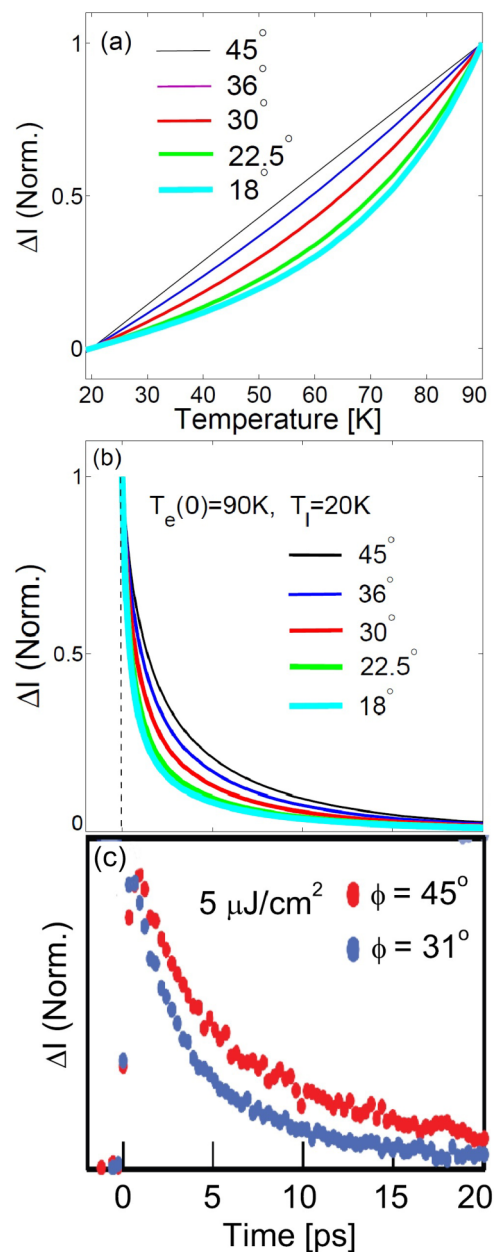 (a)
45°
36°
30°
22.5°
18°
ΔI (Norm.)
1
0.5
0
20 30 40 50 60 70 80 90
Temperature [K]
(b)
T_e(0)=90K, T_l=20K
45°
36°
30°
22.5°
18°
ΔI (Norm.)
1
0.5
0
(c)
5 μJ/cm²
ϕ = 45°
ϕ = 31°
ΔI (Norm.)
0 5 10 15 20
Time [ps]